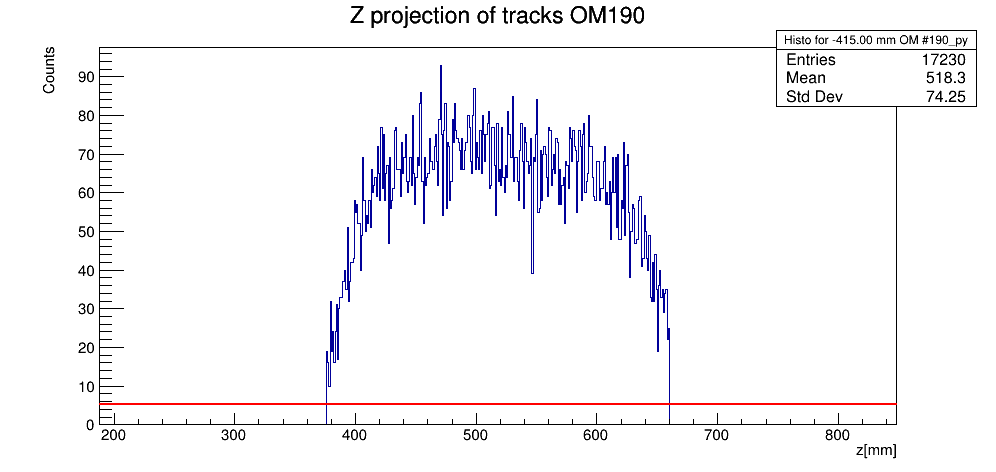 Z projection of tracks OM190
Histo for -415.00 mm OM #190_py
Entries 17230
Mean 518.3
Std Dev 74.25
Counts
90
80
70
60
50
40
30
20
10
0
200 300 400 500 600 700 800
z[mm]